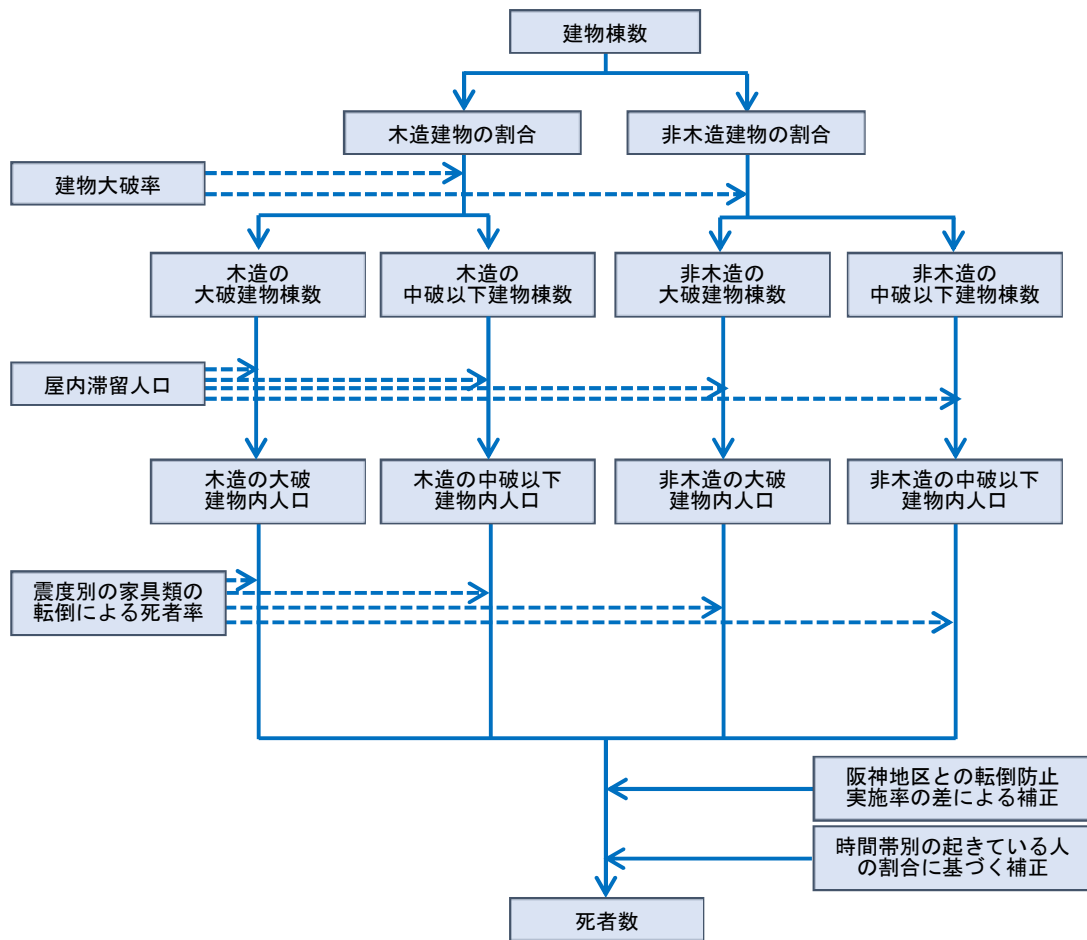 建物棟数
木造建物の割合
非木造建物の割合
建物大破率
木造の
大破建物棟数
木造の
中破以下建物棟数
非木造の
大破建物棟数
非木造の
中破以下建物棟数
屋内滞留人口
木造の大破
建物内人口
木造の中破以下
建物内人口
非木造の大破
建物内人口
非木造の中破以下
建物内人口
震度別の家具類の
転倒による死者率
阪神地区との転倒防止
実施率の差による補正
時間帯別の起きている人
の割合に基づく補正
死者数